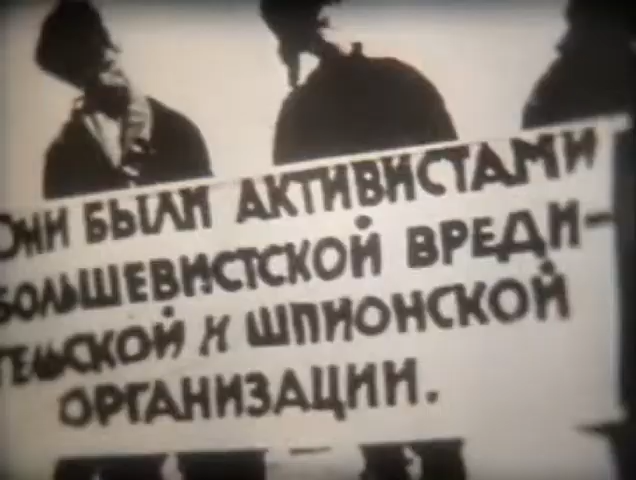 ОНИ БЫЛИ АКТИВИСТАМИ
БОЛЬШЕВИСТСКОЙ ВРЕДИ-
ТЕЛЬСКОЙ И ШПИОНСКОЙ
ОРГАНИЗАЦИИ.